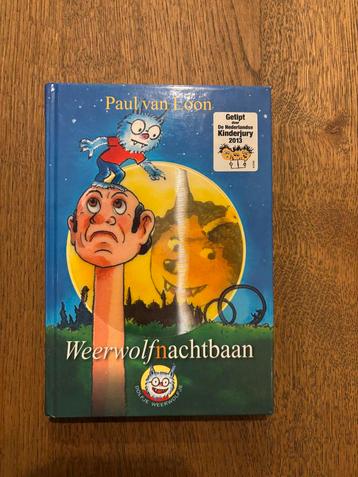 Paul van Loon
Getipt
door
De Nederlandse
Kinderjury
2013
Weerwolfnachtbaan
DOLFJE WEERWOLFJE